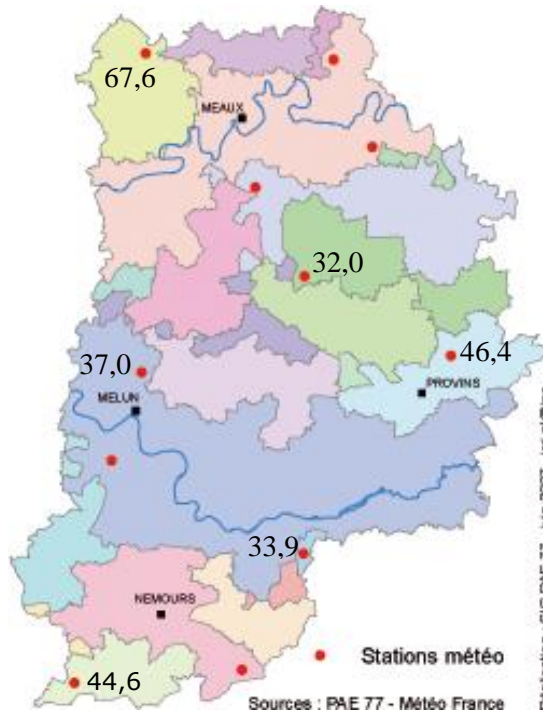 67,6
MEAUX
32,0
46,4
37,0
PROVINS
MELUN
33,9
NEMOURS
Stations météo
44,6
Sources : PAE 77 - Météo France